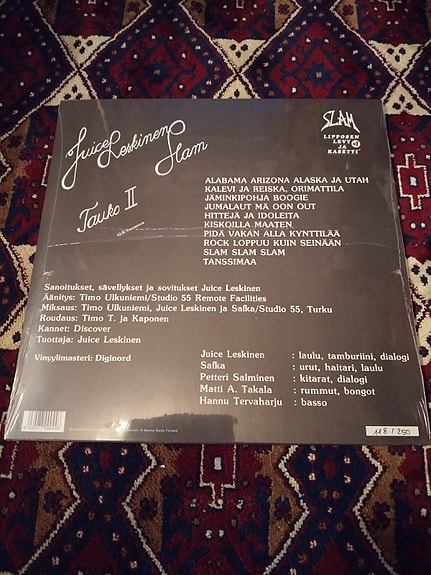 Juice Leskinen
Slam
Tauko II
SLAM
LIPPOSEN
LEVY
JA
KASETTI
ALABAMA ARIZONA ALASKA JA UTAH
KALEVI JA REISKA, ORIMATTILA
JÄMINKIPOHJA BOOGIE
JUMALAUT MÄ OON OUT
HITTEJÄ JA IDOLEITA
KISKOILLA MAATEN
PIDÄ VAKAN ALLA KYNTTILÄÄ
ROCK LOPPUU KUIN SEINÄÄN
SLAM SLAM SLAM
TANSSIMAA
Sanoitukset, sävellykset ja sovitukset Juice Leskinen
Äänitys: Timo Ulkuniemi/Studio 55 Remote Facilities
Miksaus: Timo Ulkuniemi, Juice Leskinen ja Safka/Studio 55, Turku
Roudaus: Timo T. ja Kaponen
Kannet: Discover
Tuottaja: Juice Leskinen
Vinyylimasteri: Diginord
Juice Leskinen : laulu, tamburiini, dialogi
Safka : urut, haitari, laulu
Petteri Salminen : kitarat, dialogi
Matti A. Takala : rummut, bongot
Hannu Tervaharju : basso
118 / 250